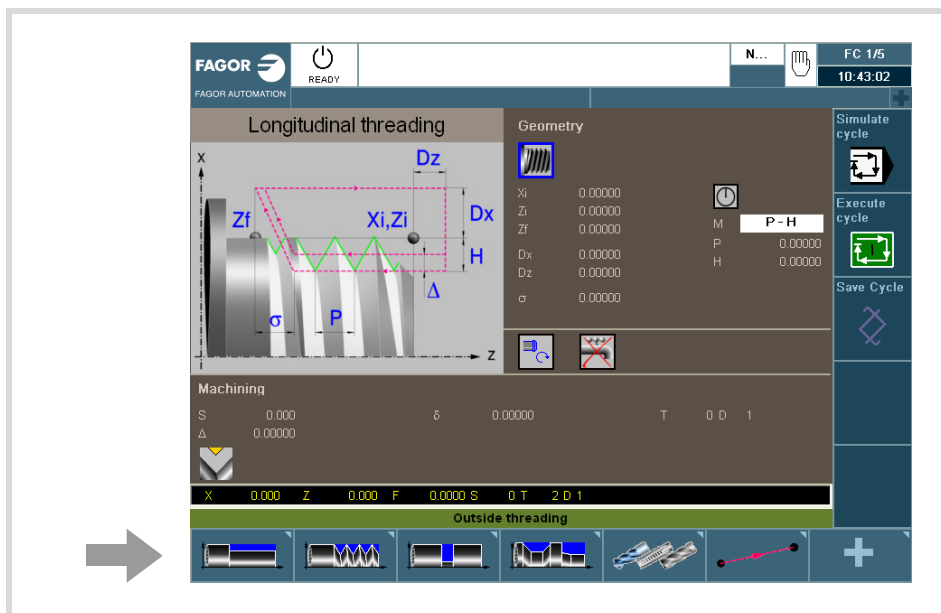 FAGOR
READY
FAGOR AUTOMATION
N...
FC 1/5
10:43:02
Longitudinal threading
X
Dz
Zf
Xi,Zi
Dx
H
Δ
σ
P
Z
Geometry
Xi 0.00000
Zi 0.00000
Zf 0.00000
Dx 0.00000
Dz 0.00000
σ 0.00000
M P - H
P 0.00000
H 0.00000
Simulate
cycle
Execute
cycle
Save Cycle
Machining
S 0.000 δ 0.00000 T 0 D 1
Δ 0.00000
X 0.000 Z 0.000 F 0.0000 S 0 T 2 D 1
Outside threading